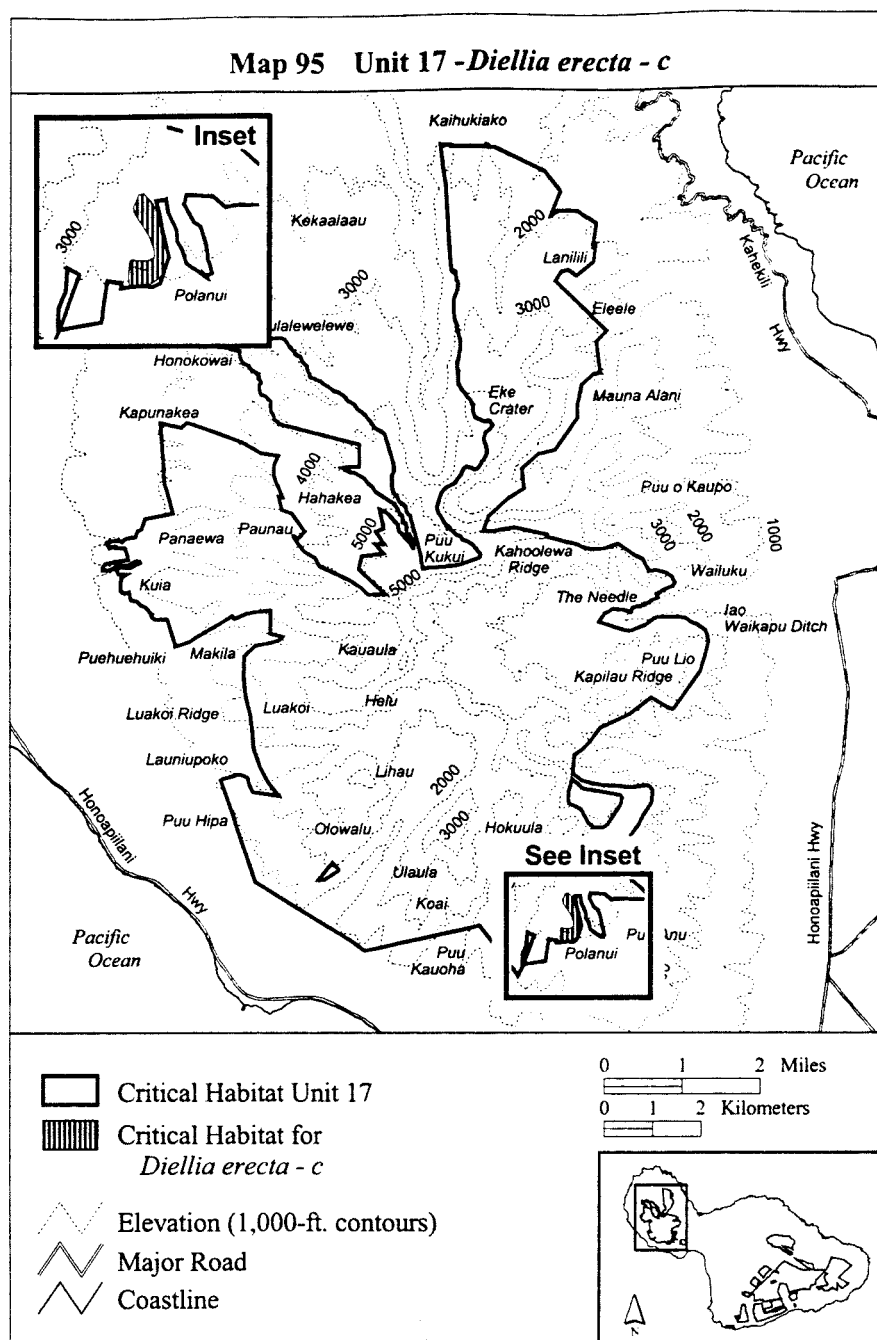 Map 95 Unit 17 - Diellia erecta - c
Inset
3000
Polanui
Kaihukiako
Pacific
Ocean
Kahekili
Hwy
Kekaalaau
2000
Lanilili
3000
3000
Eleele
ulalewelewe
Honokowai
Eke
Crater
Mauna Alani
Kapunakea
4000
Hahakea
Puu o Kaupo
3000
2000
1000
Panaewa
Paunau
5000
Puu
Kukui
Kahoolewa
Ridge
Wailuku
Kuia
5000
The Needle
Iao
Waikapu Ditch
Puehuehuiki
Makila
Kauaula
Puu Lio
Kapilau Ridge
Luakoi Ridge
Luakoi
Helu
Launiupoko
Lihau
2000
Puu Hipa
Olowalu
3000
Hokuula
Honoapiilani
Hwy
Ulaula
See Inset
Koai
Honoapiilani Hwy
Pacific
Ocean
Puu
Kauoha
Polanui
Critical Habitat Unit 17
Critical Habitat for
Diellia erecta - c
Elevation (1,000-ft. contours)
Major Road
Coastline
0 1 2 Miles
0 1 2 Kilometers
N